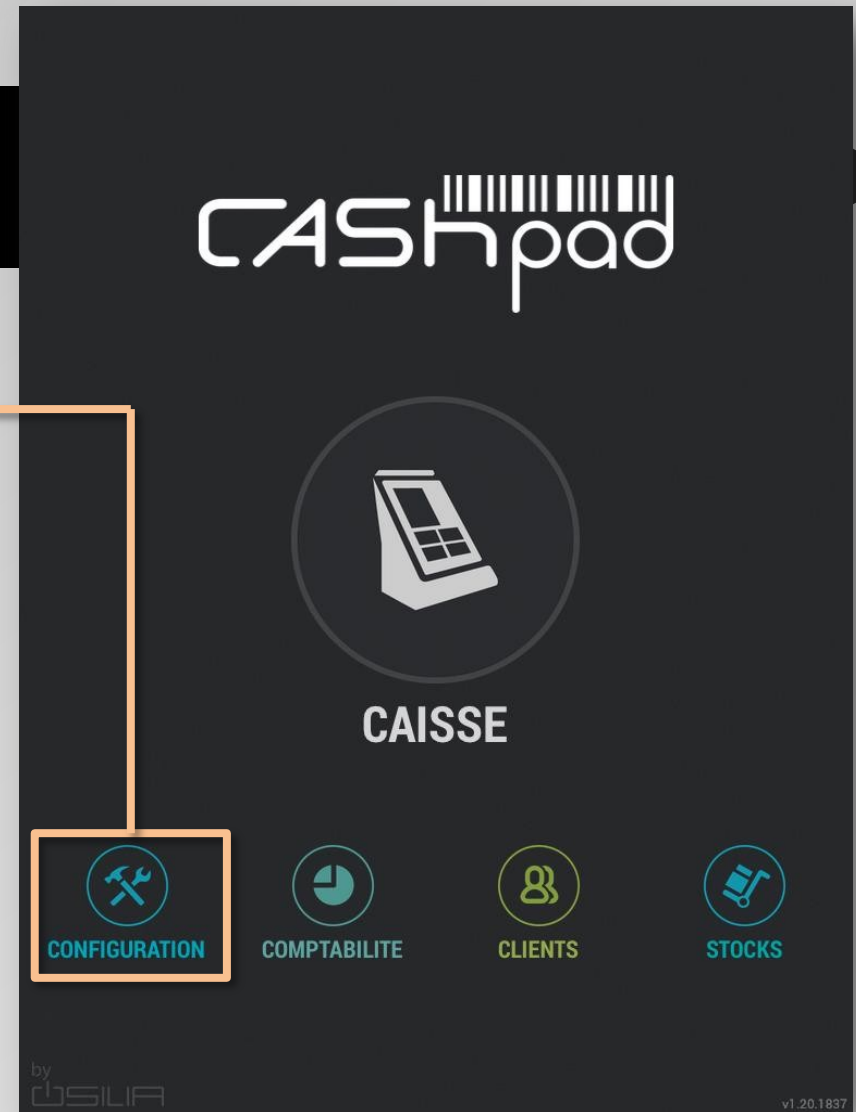 CASHpad
CAISSE
CONFIGURATION COMPTABILITE CLIENTS STOCKS
by
OSILIA
v1.20.1837